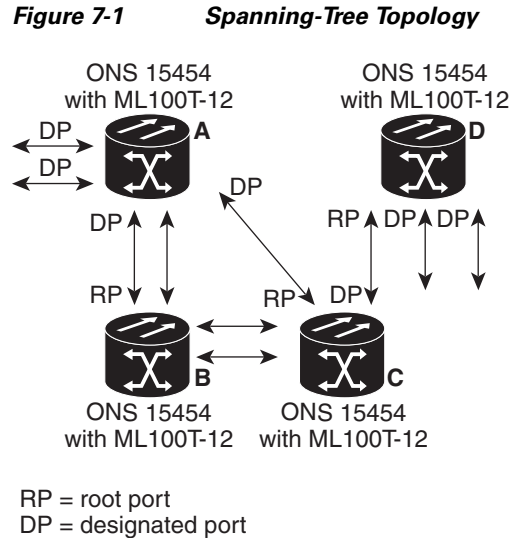 Figure 7-1 Spanning-Tree Topology
ONS 15454
with ML100T-12
ONS 15454
with ML100T-12
A
D
DP
DP
DP
DP
RP
DP
DP
RP
RP
DP
B
C
ONS 15454
with ML100T-12
ONS 15454
with ML100T-12
RP = root port
DP = designated port